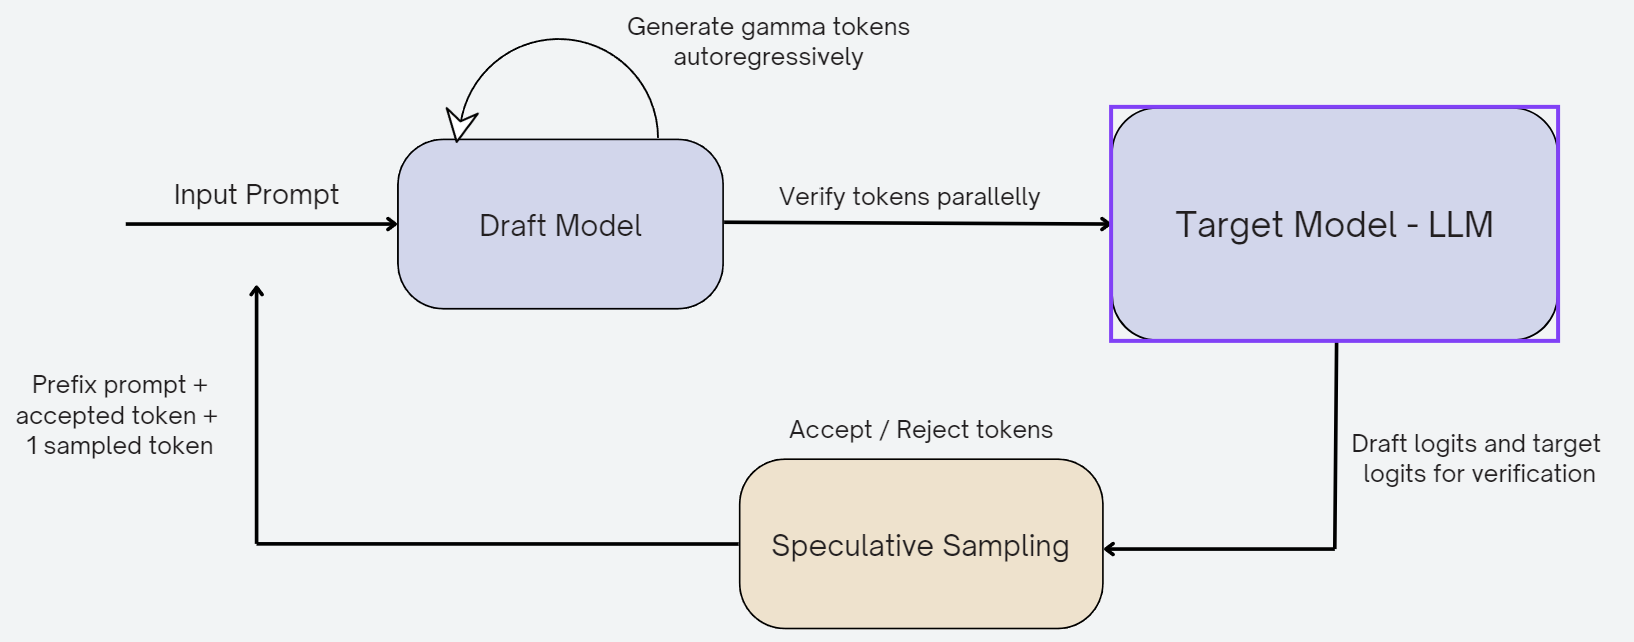 Generate gamma tokens
autoregressively
Input Prompt
Draft Model
Verify tokens parallelly
Target Model - LLM
Prefix prompt +
accepted token +
1 sampled token
Accept / Reject tokens
Draft logits and target
logits for verification
Speculative Sampling